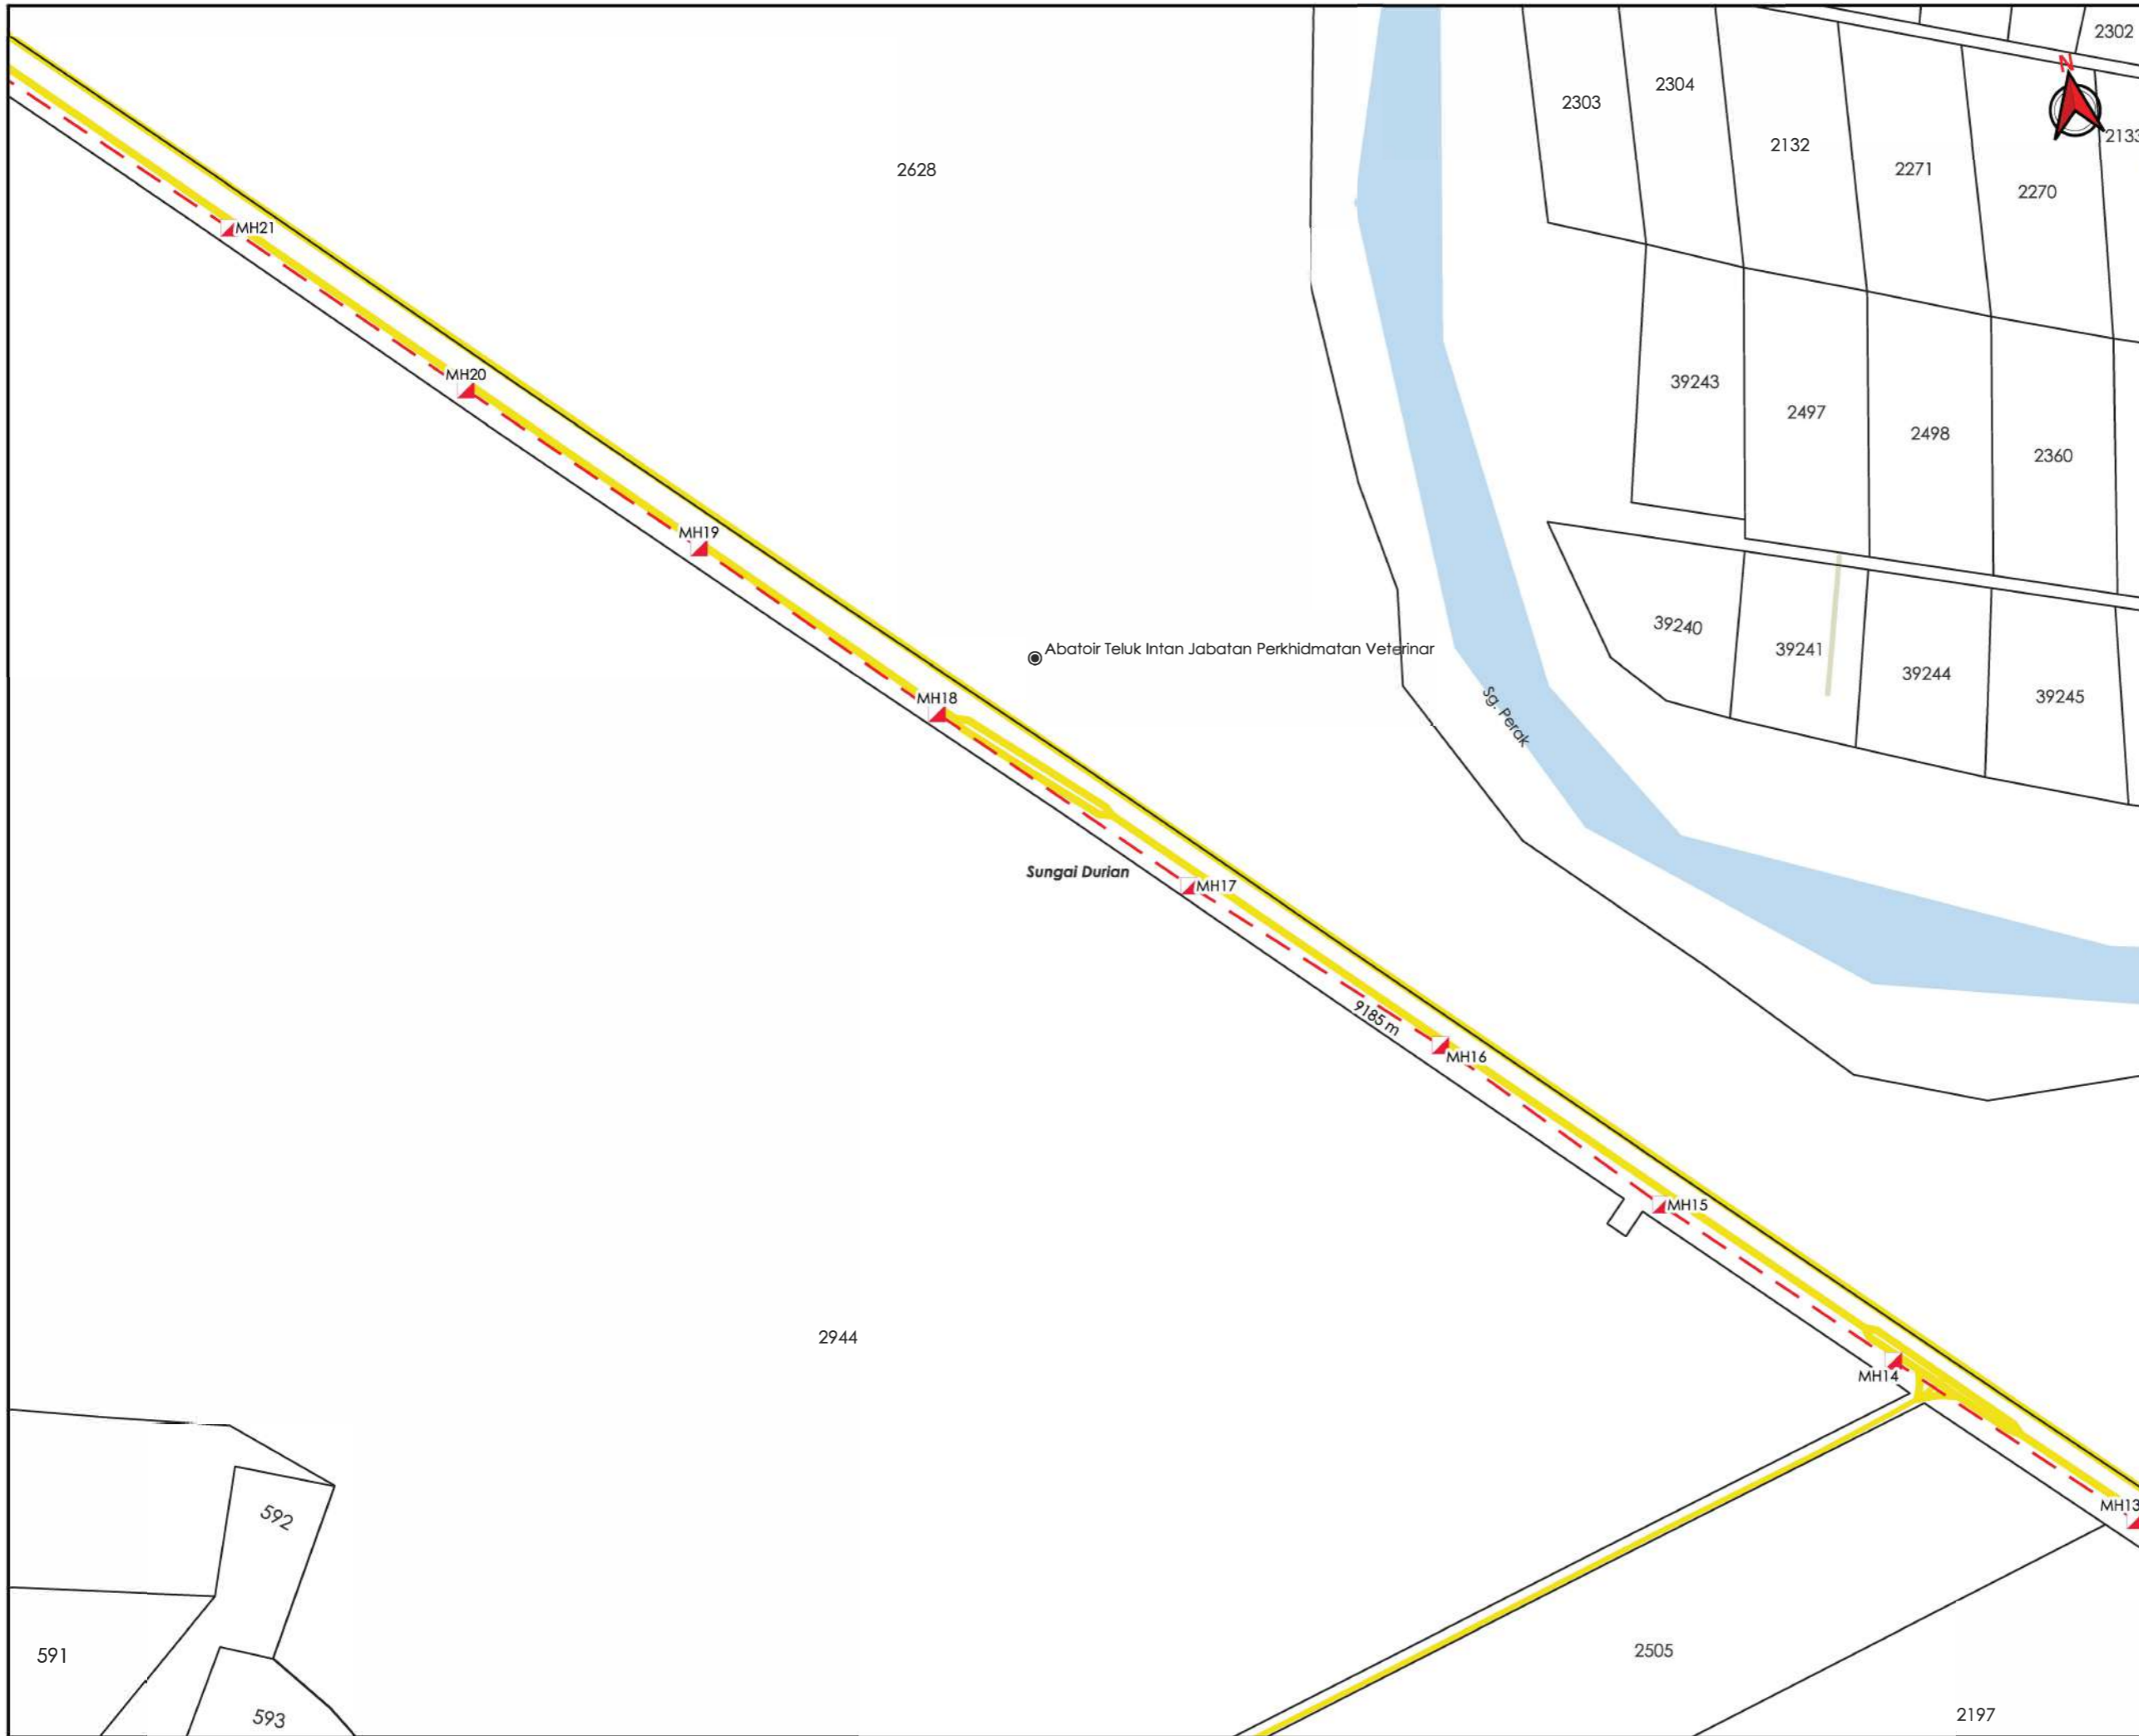 2302
N
2303
2304
2133
2132
2628
2271
2270
MH21
MH20
39243
2497
2498
2360
MH19
39240
Abatoir Teluk Intan Jabatan Perkhidmatan Veterinar
39241
39244
39245
MH18
Sg. Perak
Sungai Durian
MH17
9185 m
MH16
MH15
2944
MH14
MH13
592
591
2505
593
2197